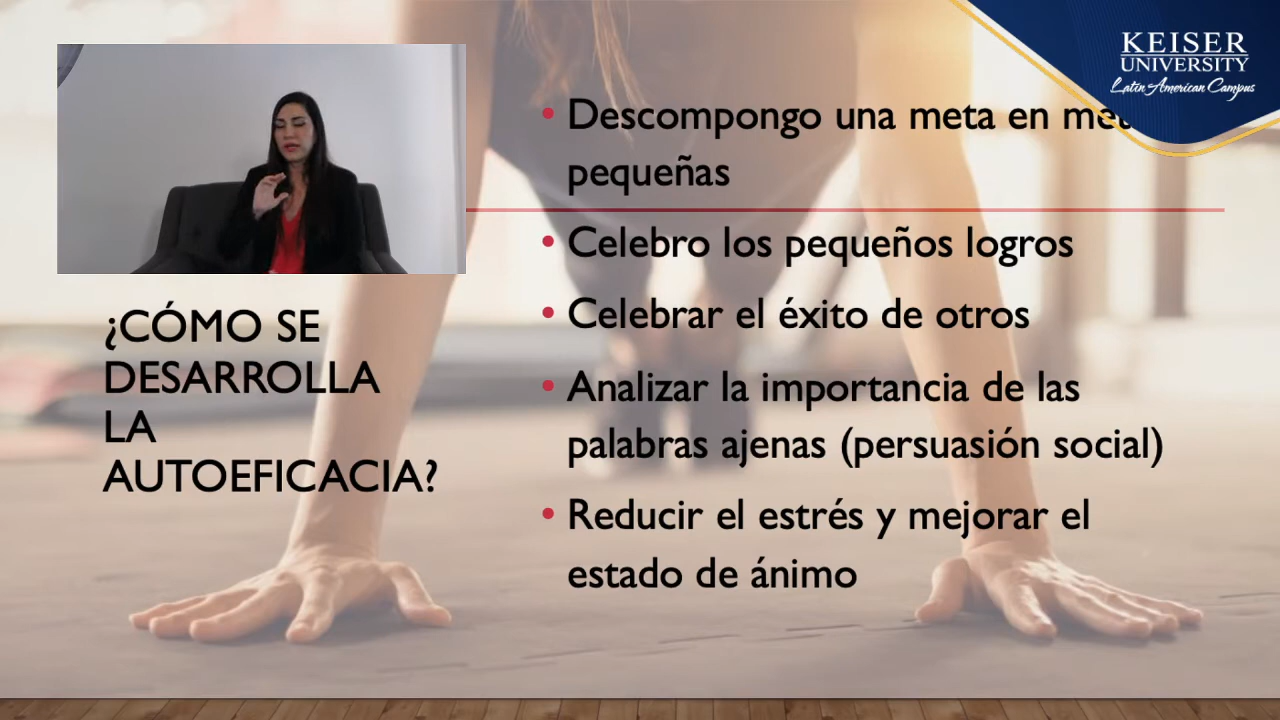 KEISER
UNIVERSITY
Latin American Campus
¿CÓMO SE
DESARROLLA
LA
AUTOEFICACIA?
• Descompongo una meta en
pequeñas
• Celebro los pequeños logros
• Celebrar el éxito de otros
• Analizar la importancia de las
palabras ajenas (persuasión social)
• Reducir el estrés y mejorar el
estado de ánimo